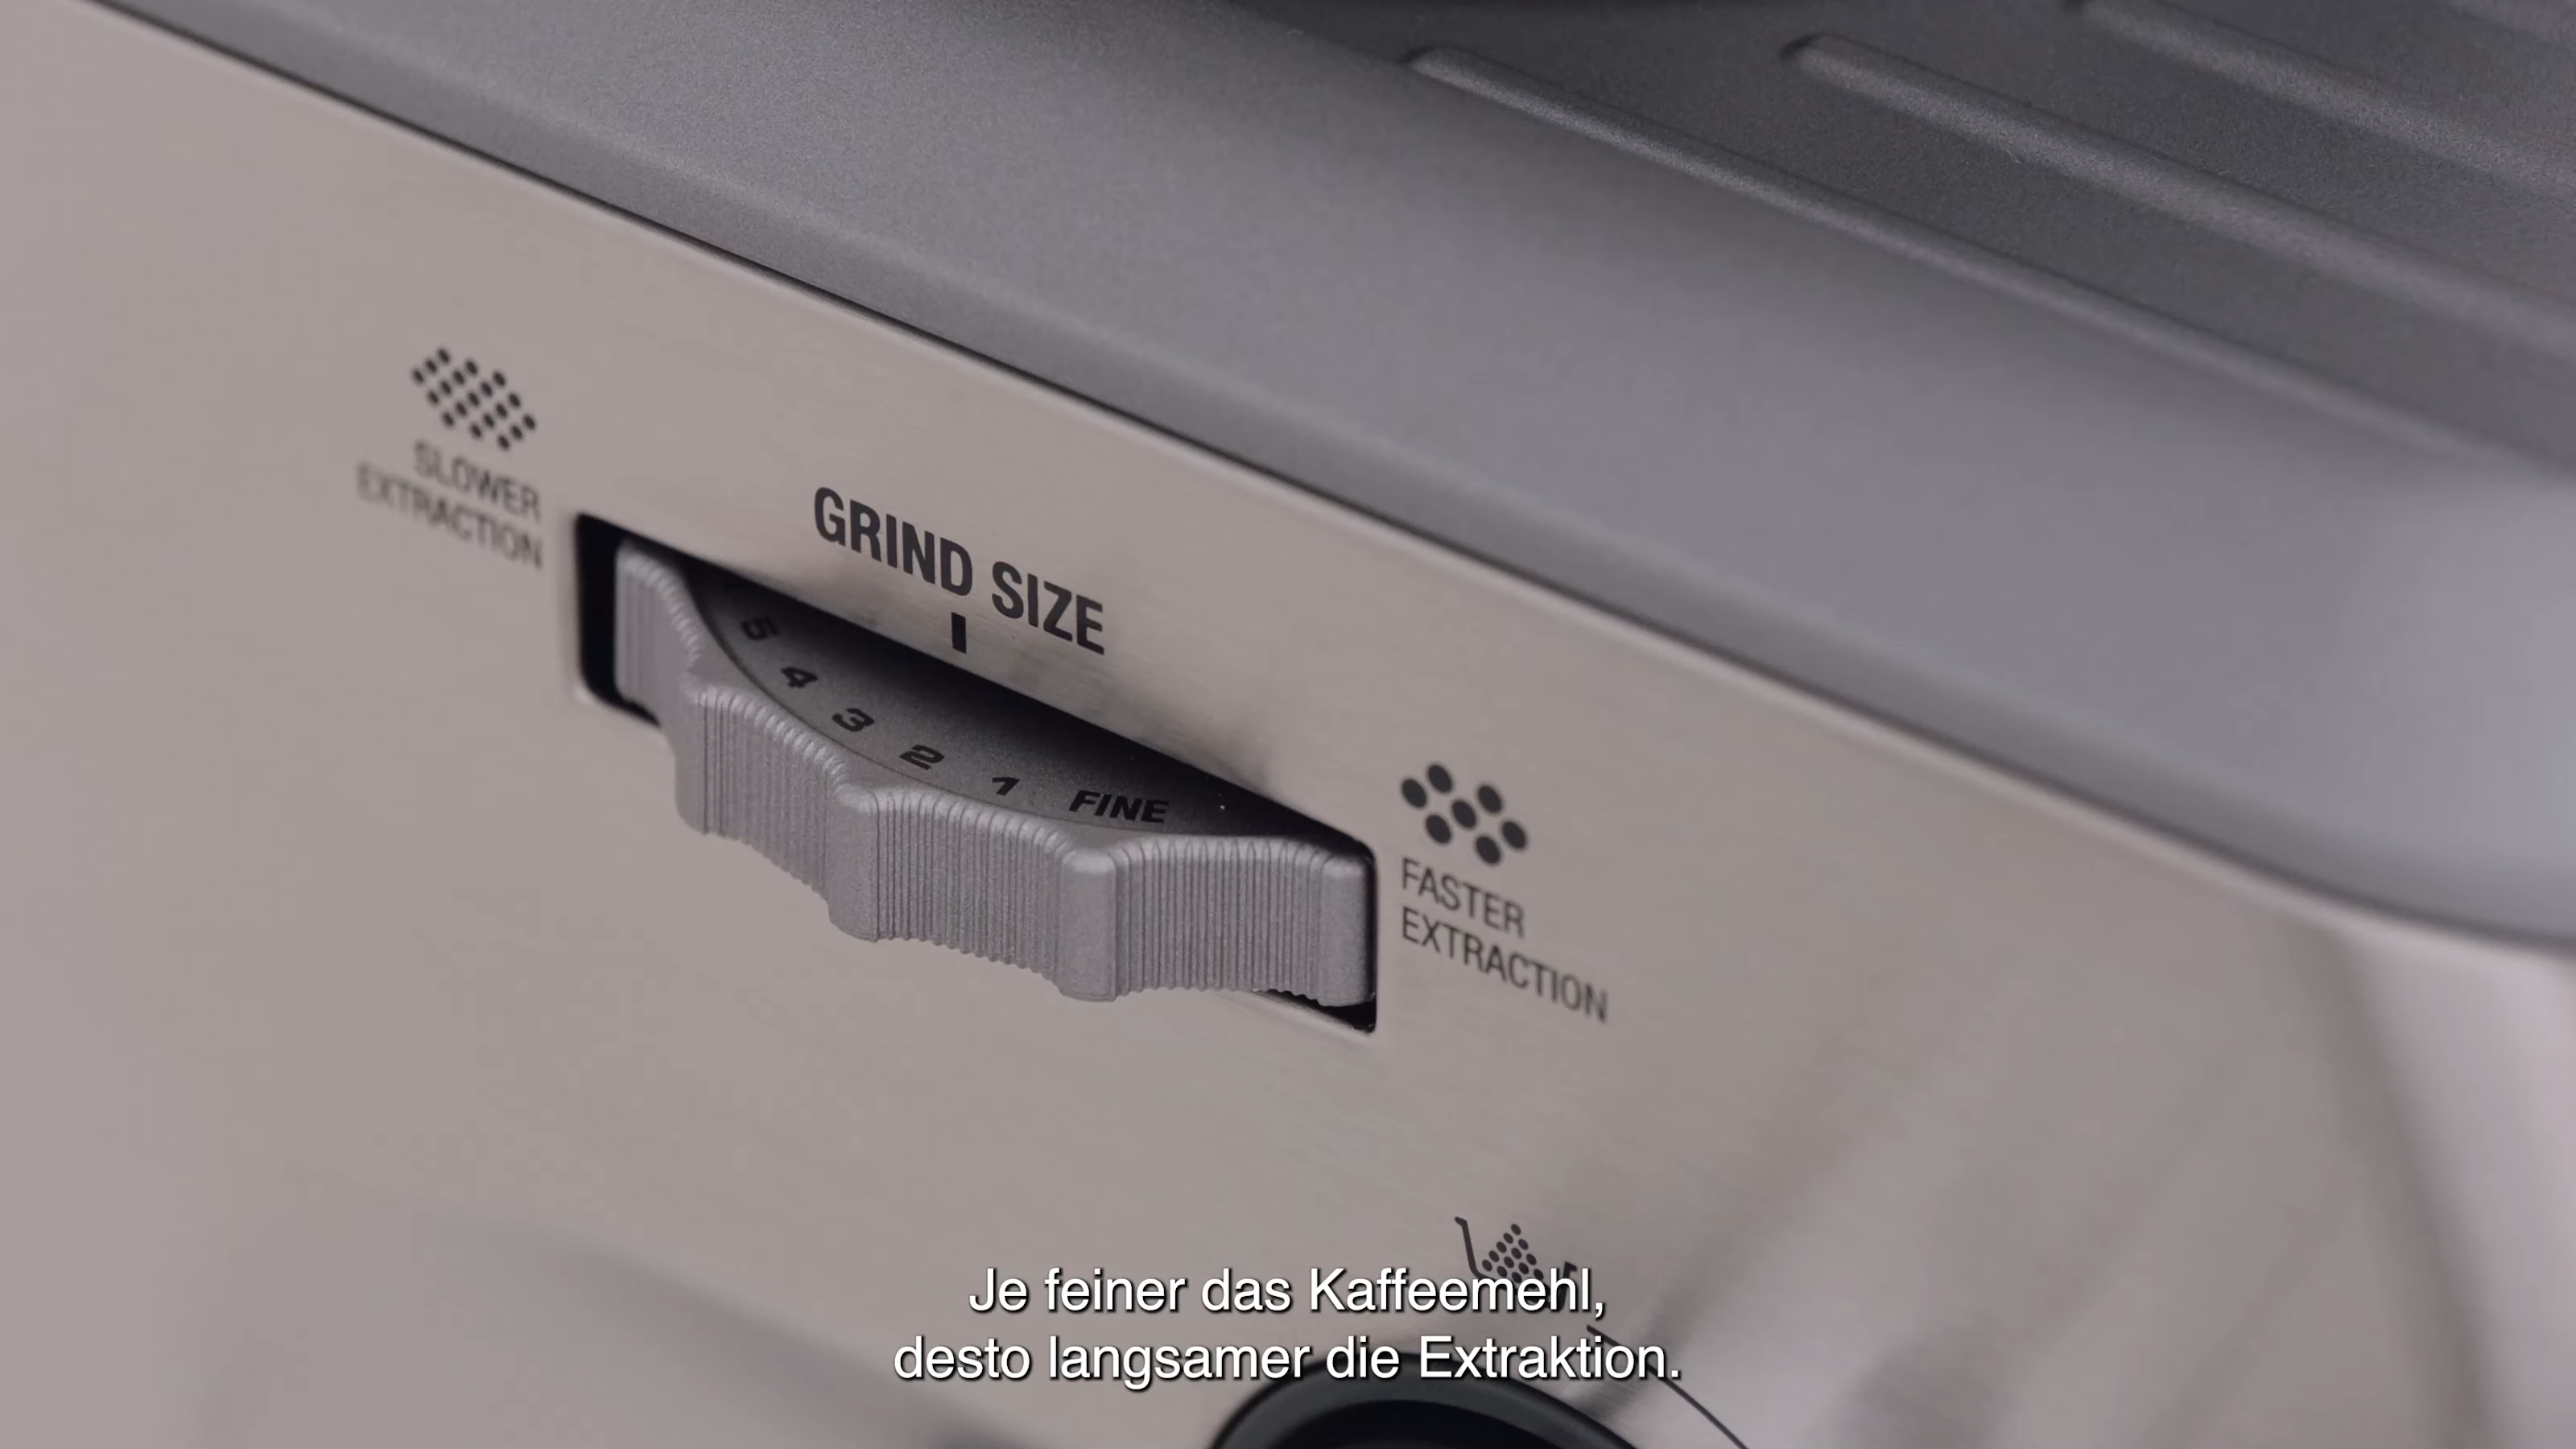 SLOWER
EXTRACTION
GRIND SIZE
5
4
3
2
1
FINE
FASTER
EXTRACTION
Je feiner das Kaffeemehl,
desto langsamer die Extraktion.